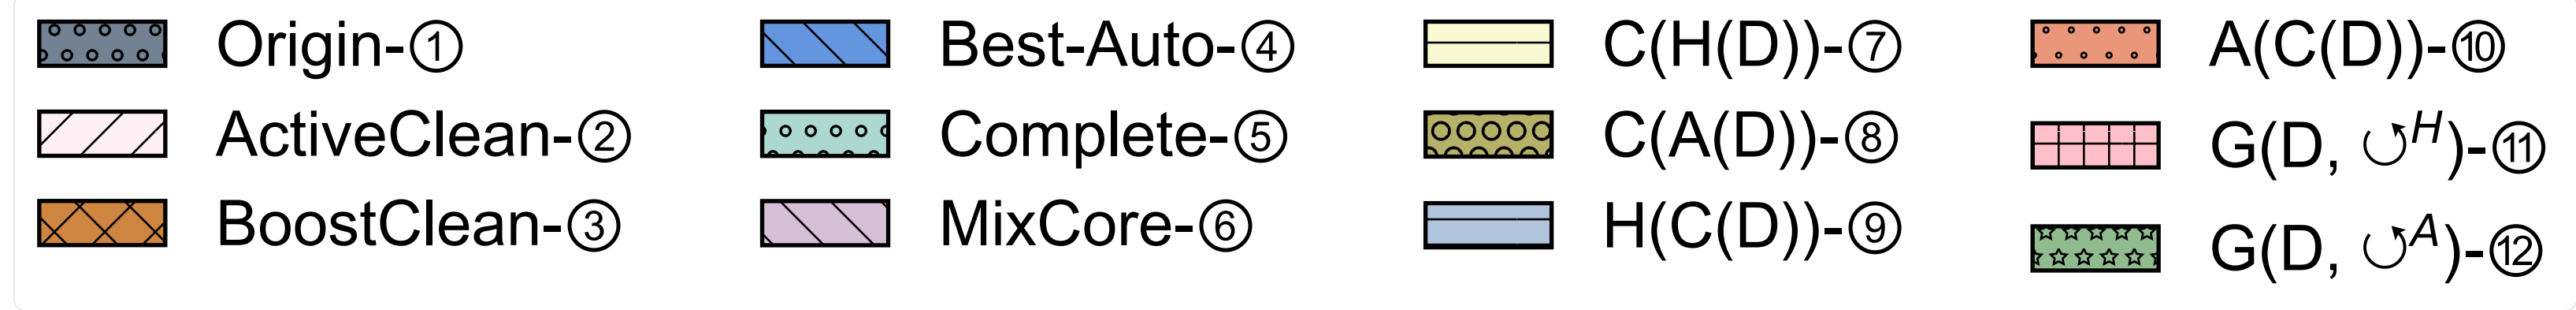 Origin-①
ActiveClean-②
BoostClean-③
Best-Auto-④
Complete-⑤
MixCore-⑥
C(H(D))-⑦
C(A(D))-⑧
H(C(D))-⑨
A(C(D))-⑩
G(D, ↺ᴴ)-⑪
G(D, ↺ᴬ)-⑫